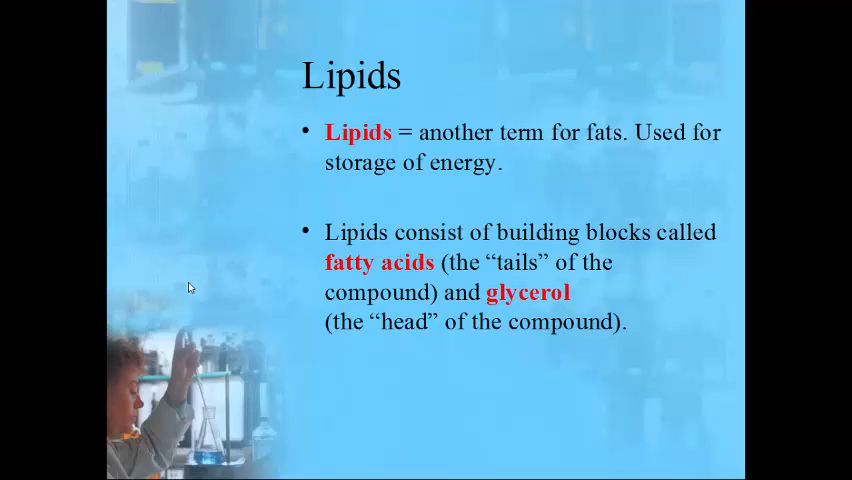 Lipids
• Lipids = another term for fats. Used for
storage of energy.
• Lipids consist of building blocks called
fatty acids (the “tails” of the
compound) and glycerol
(the “head” of the compound).